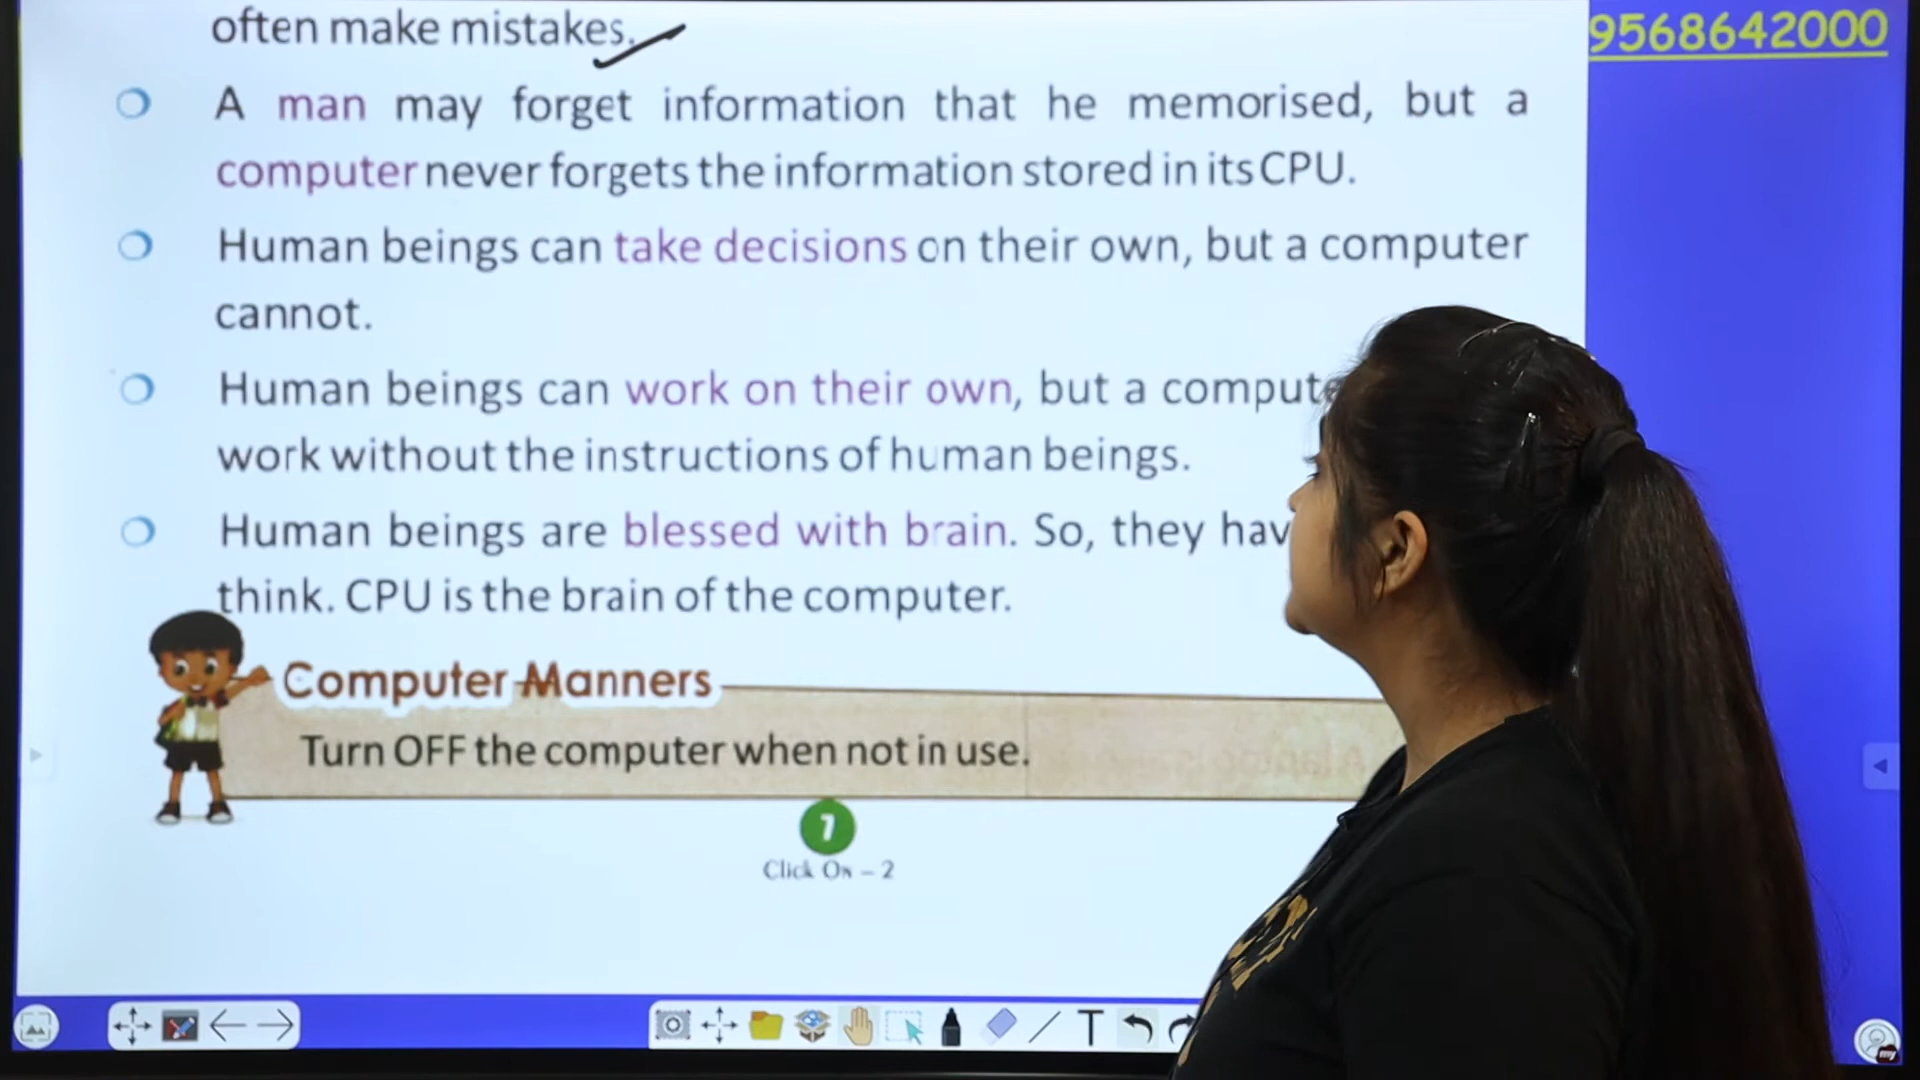 often make mistakes.
9568642000
A man may forget information that he memorised, but a
computer never forgets the information stored in its CPU.
Human beings can take decisions on their own, but a computer
cannot.
Human beings can work on their own, but a
work without the instructions of human beings.
Human beings are blessed with brain. So, they
think. CPU is the brain of the computer.
Computer Manners
Turn OFF the computer when not in use.
7
Click On – 2
T
my